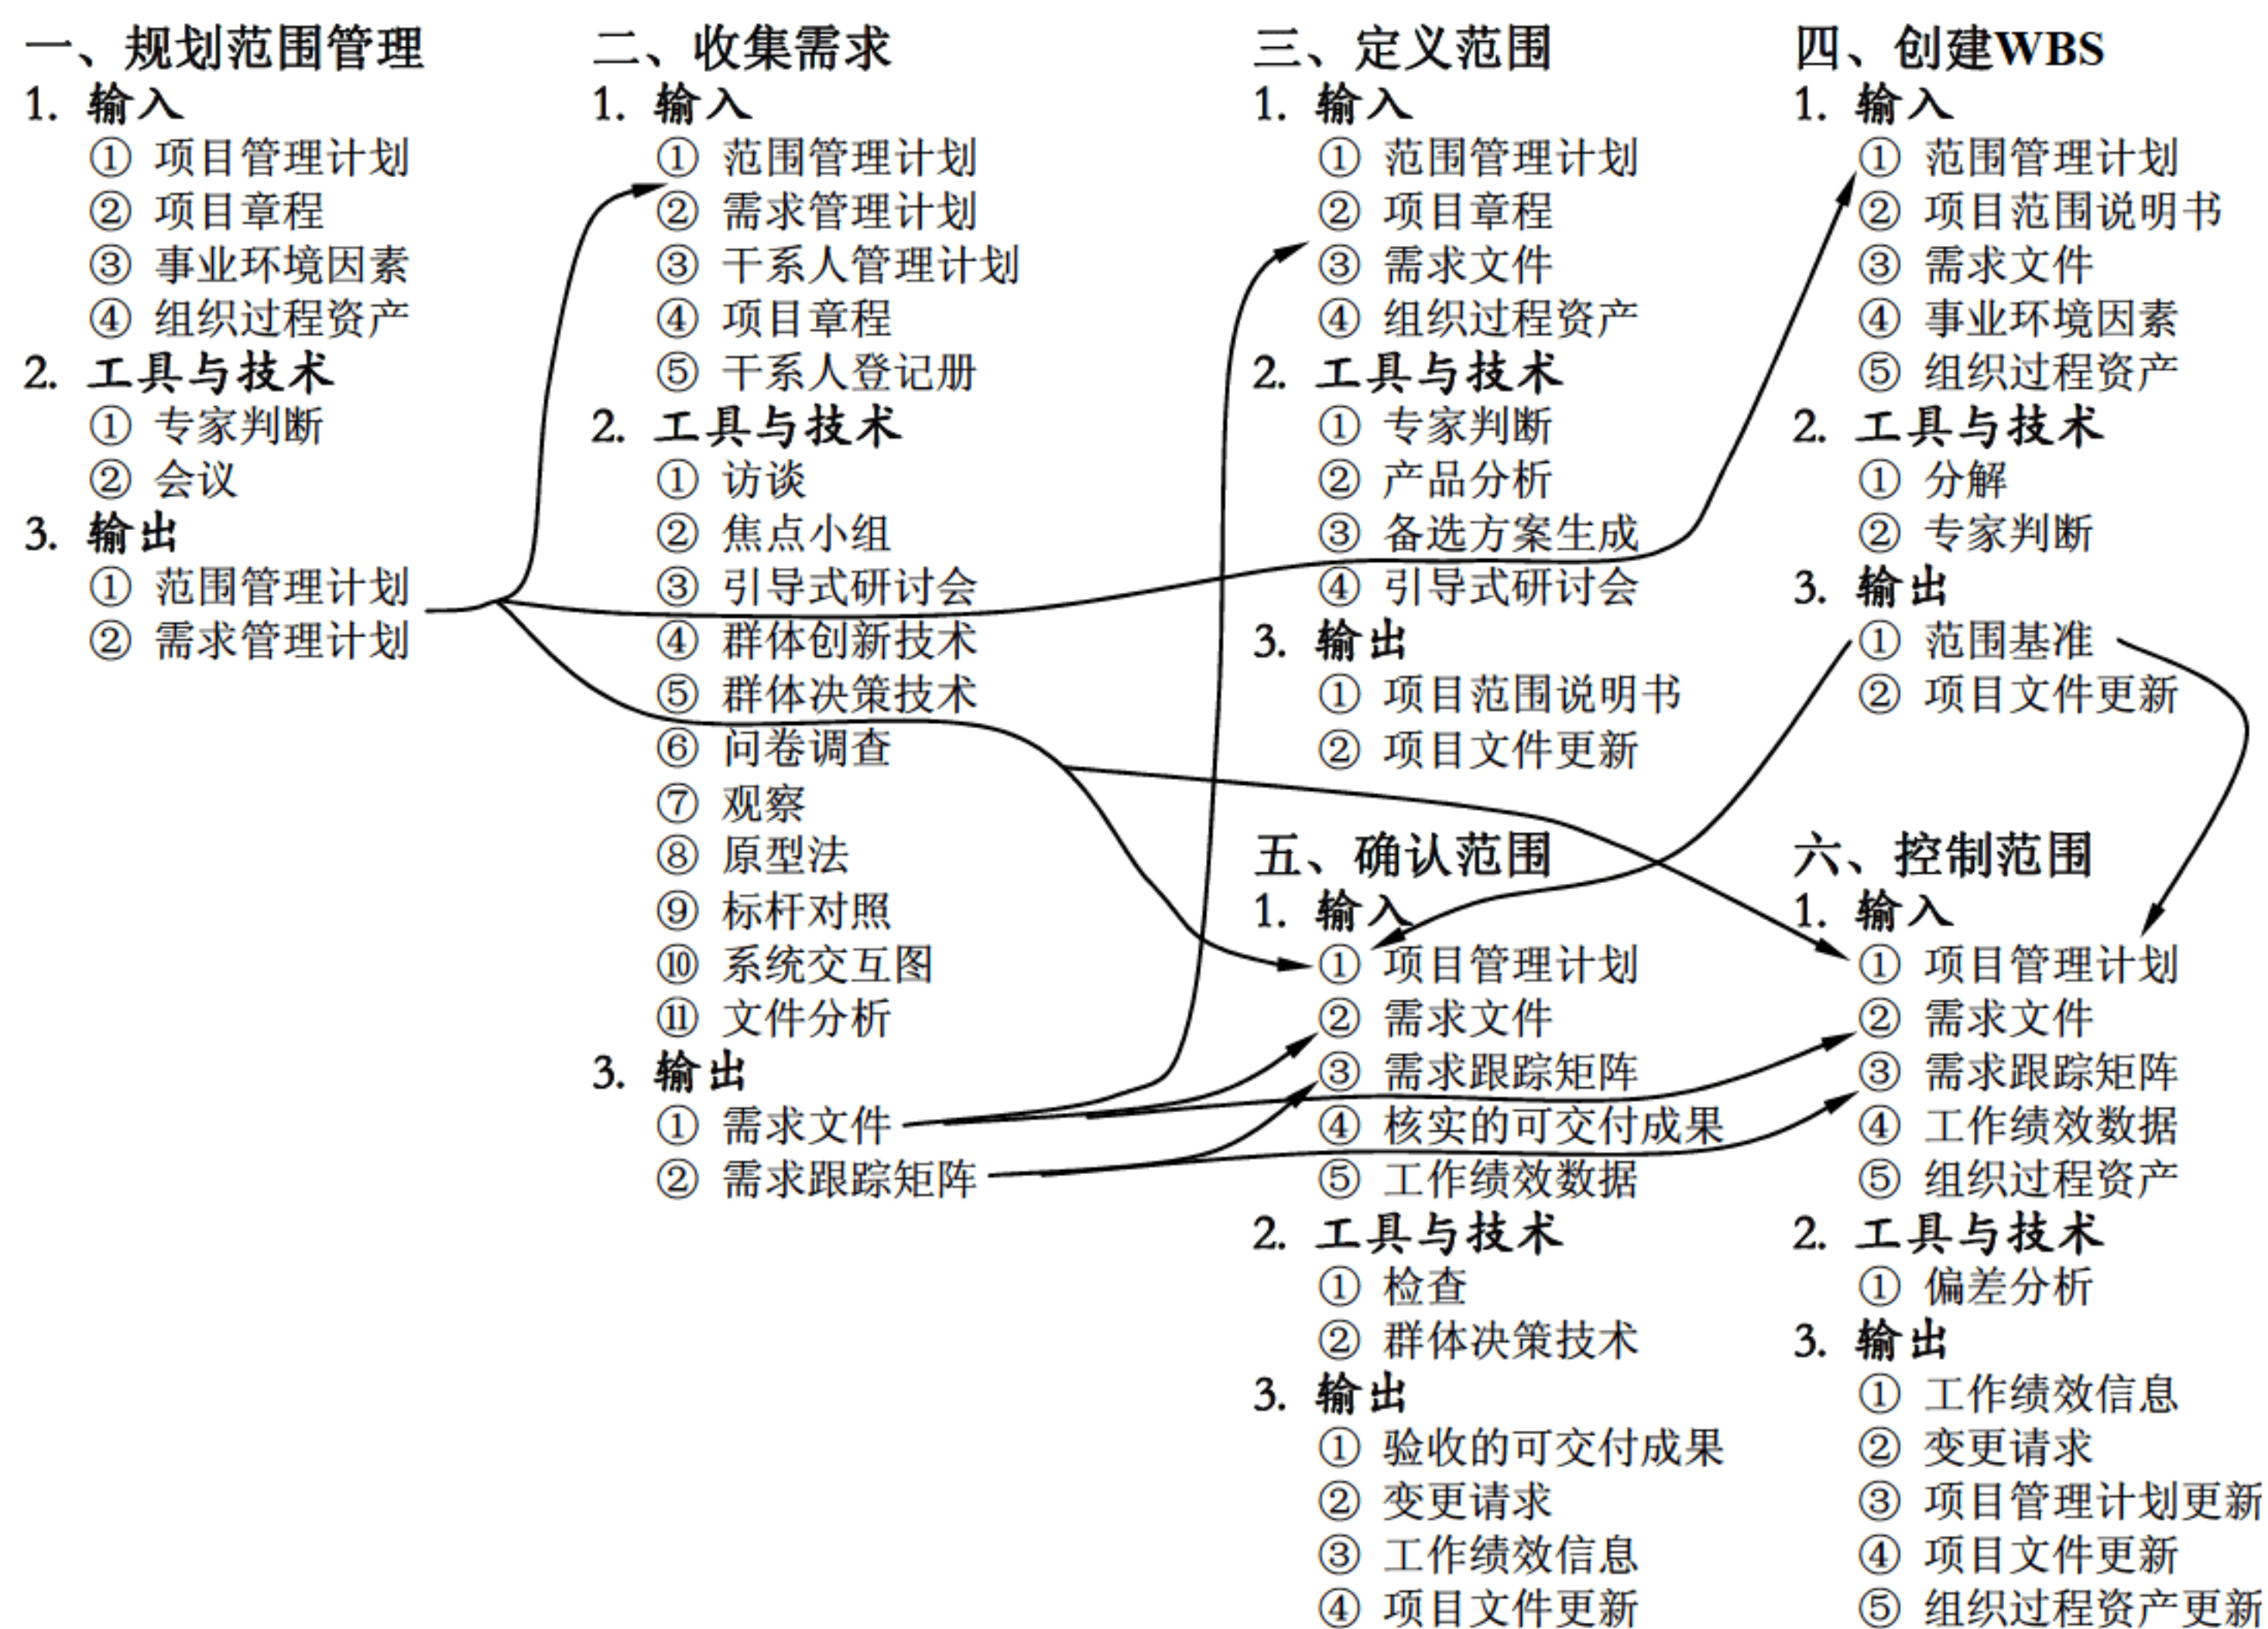 一、规划范围管理
1. 输入
① 项目管理计划
② 项目章程
③ 事业环境因素
④ 组织过程资产
2. 工具与技术
① 专家判断
② 会议
3. 输出
① 范围管理计划
② 需求管理计划
二、收集需求
1. 输入
① 范围管理计划
② 需求管理计划
③ 干系人管理计划
④ 项目章程
⑤ 干系人登记册
2. 工具与技术
① 访谈
② 焦点小组
③ 引导式研讨会
④ 群体创新技术
⑤ 群体决策技术
⑥ 问卷调查
⑦ 观察
⑧ 原型法
⑨ 标杆对照
⑩ 系统交互图
⑪ 文件分析
3. 输出
① 需求文件
② 需求跟踪矩阵
三、定义范围
1. 输入
① 范围管理计划
② 项目章程
③ 需求文件
④ 组织过程资产
2. 工具与技术
① 专家判断
② 产品分析
③ 备选方案生成
④ 引导式研讨会
3. 输出
① 项目范围说明书
② 项目文件更新
四、创建WBS
1. 输入
① 范围管理计划
② 项目范围说明书
③ 需求文件
④ 事业环境因素
⑤ 组织过程资产
2. 工具与技术
① 分解
② 专家判断
3. 输出
① 范围基准
② 项目文件更新
五、确认范围
1. 输入
① 项目管理计划
② 需求文件
③ 需求跟踪矩阵
④ 核实的可交付成果
⑤ 工作绩效数据
2. 工具与技术
① 检查
② 群体决策技术
3. 输出
① 验收的可交付成果
② 变更请求
③ 工作绩效信息
④ 项目文件更新
六、控制范围
1. 输入
① 项目管理计划
② 需求文件
③ 需求跟踪矩阵
④ 工作绩效数据
⑤ 组织过程资产
2. 工具与技术
① 偏差分析
3. 输出
① 工作绩效信息
② 变更请求
③ 项目管理计划更新
④ 项目文件更新
⑤ 组织过程资产更新